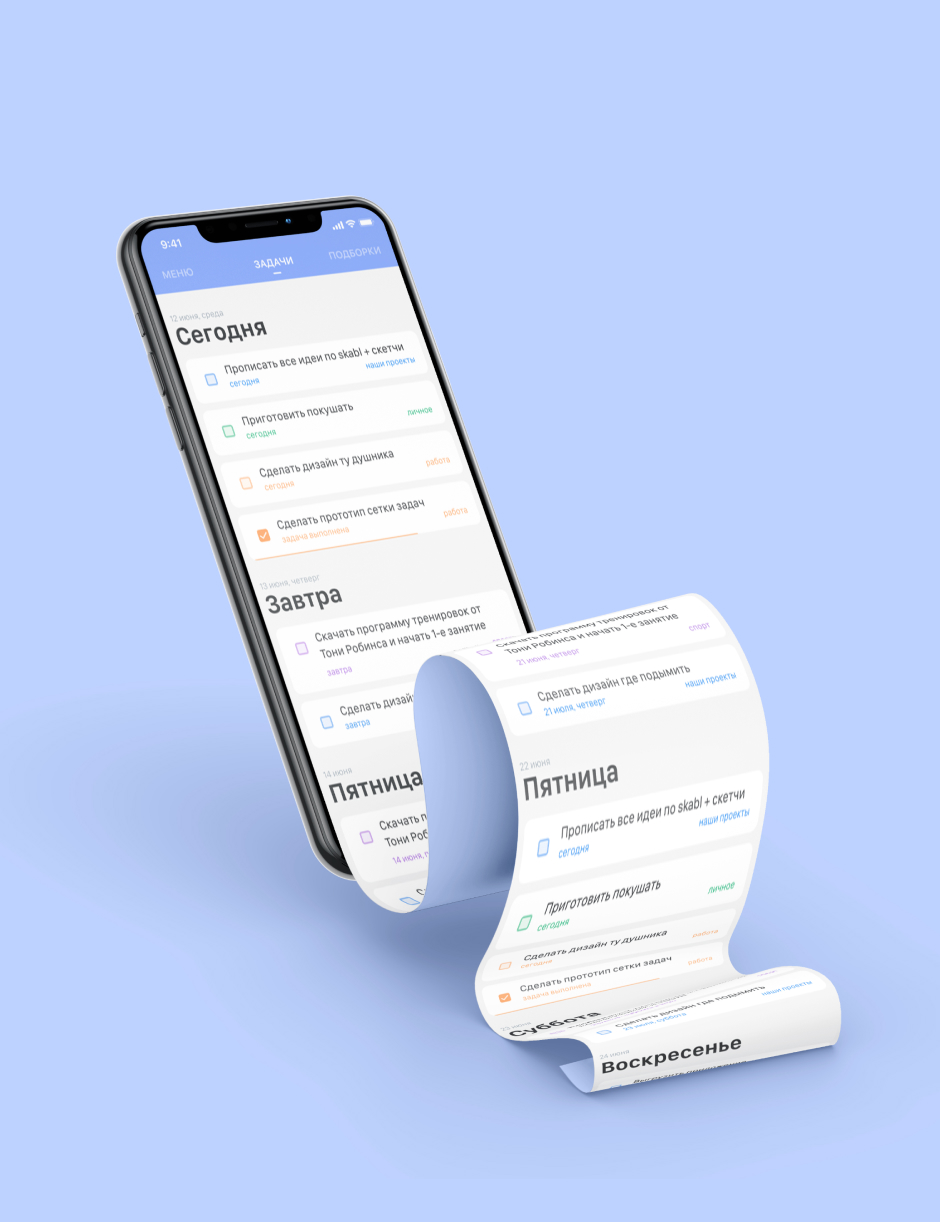 9:41
МЕНЮ
ЗАДАЧИ
ПОДБОРКИ
12 июня, среда
Сегодня
Прописать все идеи по skabl + скетчи
сегодня
наши проекты
Приготовить покушать
сегодня
личное
Сделать дизайн ту душника
сегодня
работа
Сделать прототип сетки задач
задача выполнена
работа
13 июня, четверг
Завтра
Скачать программу тренировок от
Тони Робинса и начать 1-е занятие
завтра
Сделать дизайн
завтра
14 июня
Пятница
Скачать п
Тони Роб
14 июня, п
Скачать программу тренировок от
Тони Робинса и начать 1-е занятие
21 июня, четверг
спорт
Сделать дизайн где подымить
21 июля, четверг
наши проекты
22 июня
Пятница
Прописать все идеи по skabl + скетчи
сегодня
наши проекты
Приготовить покушать
сегодня
личное
Сделать дизайн ту душника
сегодня
работа
Сделать прототип сетки задач
задача выполнена
работа
Суббота
Сделать дизайн где подымить
наши проекты
24 июня
Воскресенье